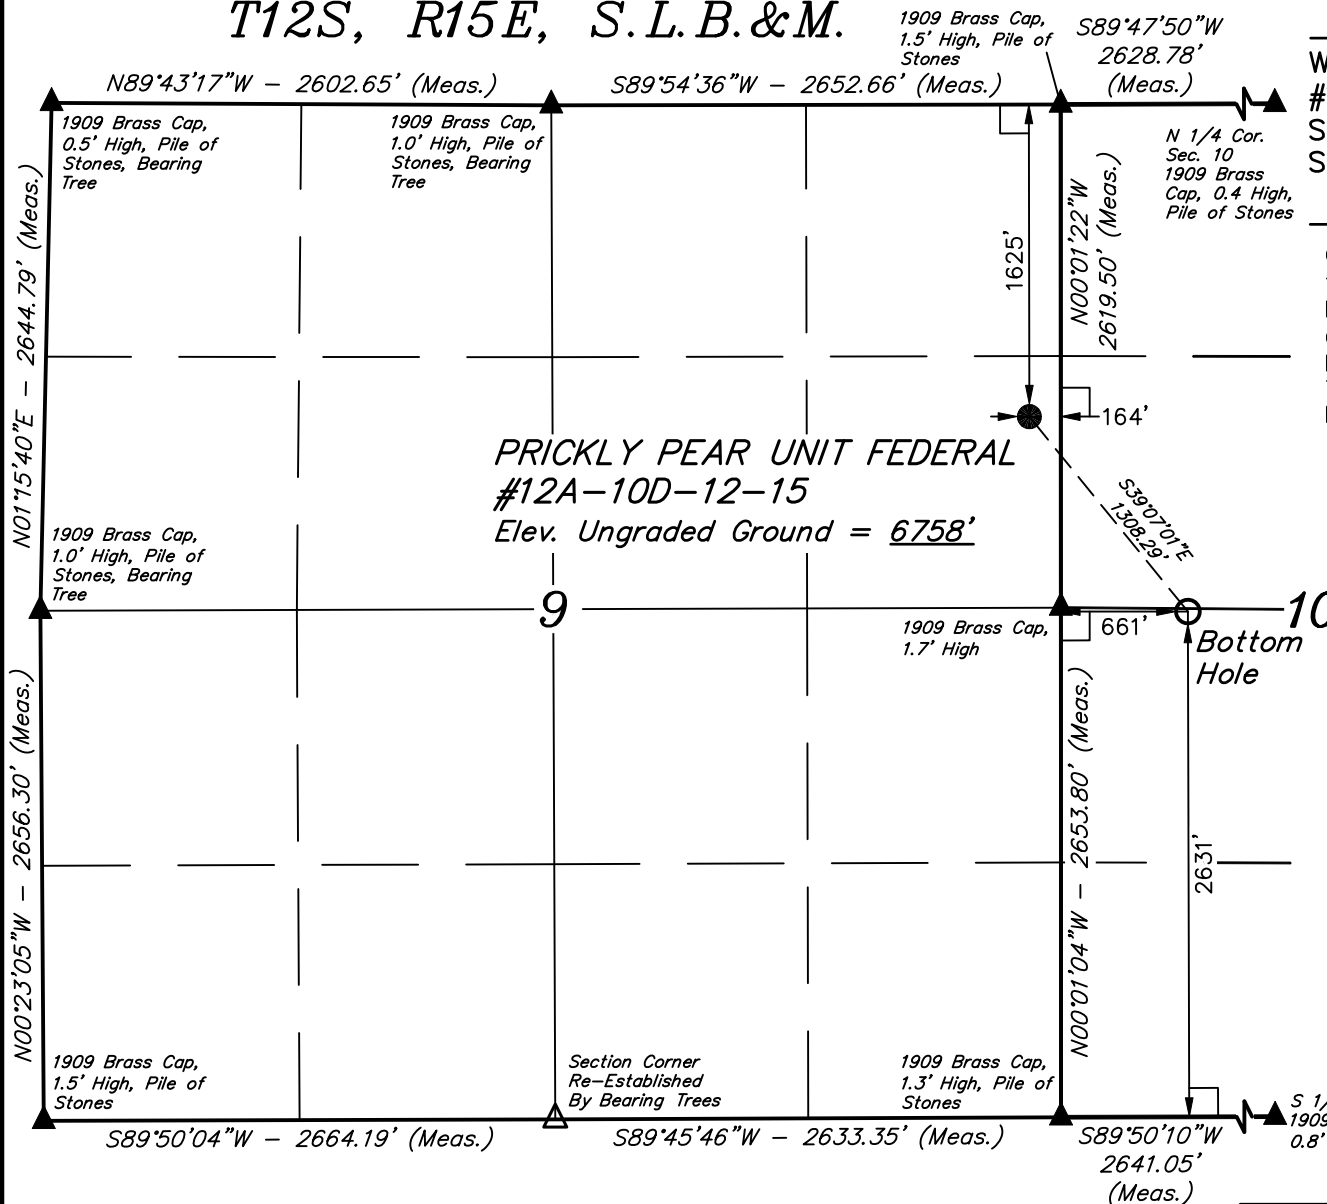 T12S, R15E, S.L.B.&M.
1909 Brass Cap,
1.5' High, Pile of
Stones
S89°47'50"W
2628.78'
(Meas.)
N89°43'17"W - 2602.65' (Meas.)
S89°54'36"W - 2652.66' (Meas.)
W
#
S
S
1909 Brass Cap,
0.5' High, Pile of
Stones, Bearing
Tree
1909 Brass Cap,
1.0' High, Pile of
Stones, Bearing
Tree
N 1/4 Cor.
Sec. 10
1909 Brass
Cap, 0.4 High,
Pile of Stones
N01°15'40"E - 2644.79' (Meas.)
1625'
N00°01'22"W
2619.50' (Meas.)
164'
PRICKLY PEAR UNIT FEDERAL
#12A-10D-12-15
Elev. Ungraded Ground = 6758'
S39°07'01"E
1308.29'
1909 Brass Cap,
1.0' High, Pile of
Stones, Bearing
Tree
9
10
1909 Brass Cap,
1.7' High
661'
Bottom
Hole
N00°23'05"W - 2656.30' (Meas.)
N00°01'04"W - 2653.80' (Meas.)
2631'
1909 Brass Cap,
1.5' High, Pile of
Stones
Section Corner
Re-Established
By Bearing Trees
1909 Brass Cap,
1.3' High, Pile of
Stones
S 1/
1909
0.8'
S89°50'04"W - 2664.19' (Meas.)
S89°45'46"W - 2633.35' (Meas.)
S89°50'10"W
2641.05'
(Meas.)